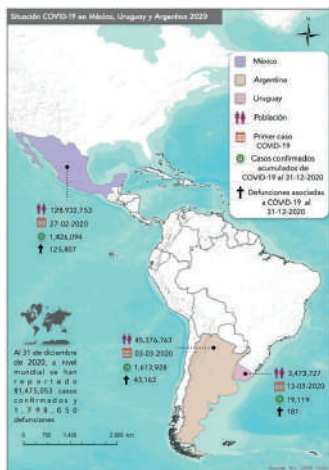 Situación COVID-19 en México, Uruguay y Argentina 2020
N
México
Argentina
Uruguay
Población
Primer caso
COVID-19
Casos confirmados
acumulados de
COVID-19 al 31-12-2020
Defunciones asociadas
a COVID-19 al
31-12-2020
128,932,753
27-02-2020
1,426,094
125,807
45,376,763
03-03-2020
1,613,928
43,163
3,473,727
13-03-2020
19,119
181
Al 31 de diciembre
de 2020, a nivel
mundial se han
reportado
81,475,053 casos
confirmados y
1,798,050
defunciones
0 700 1,400 2,800 km